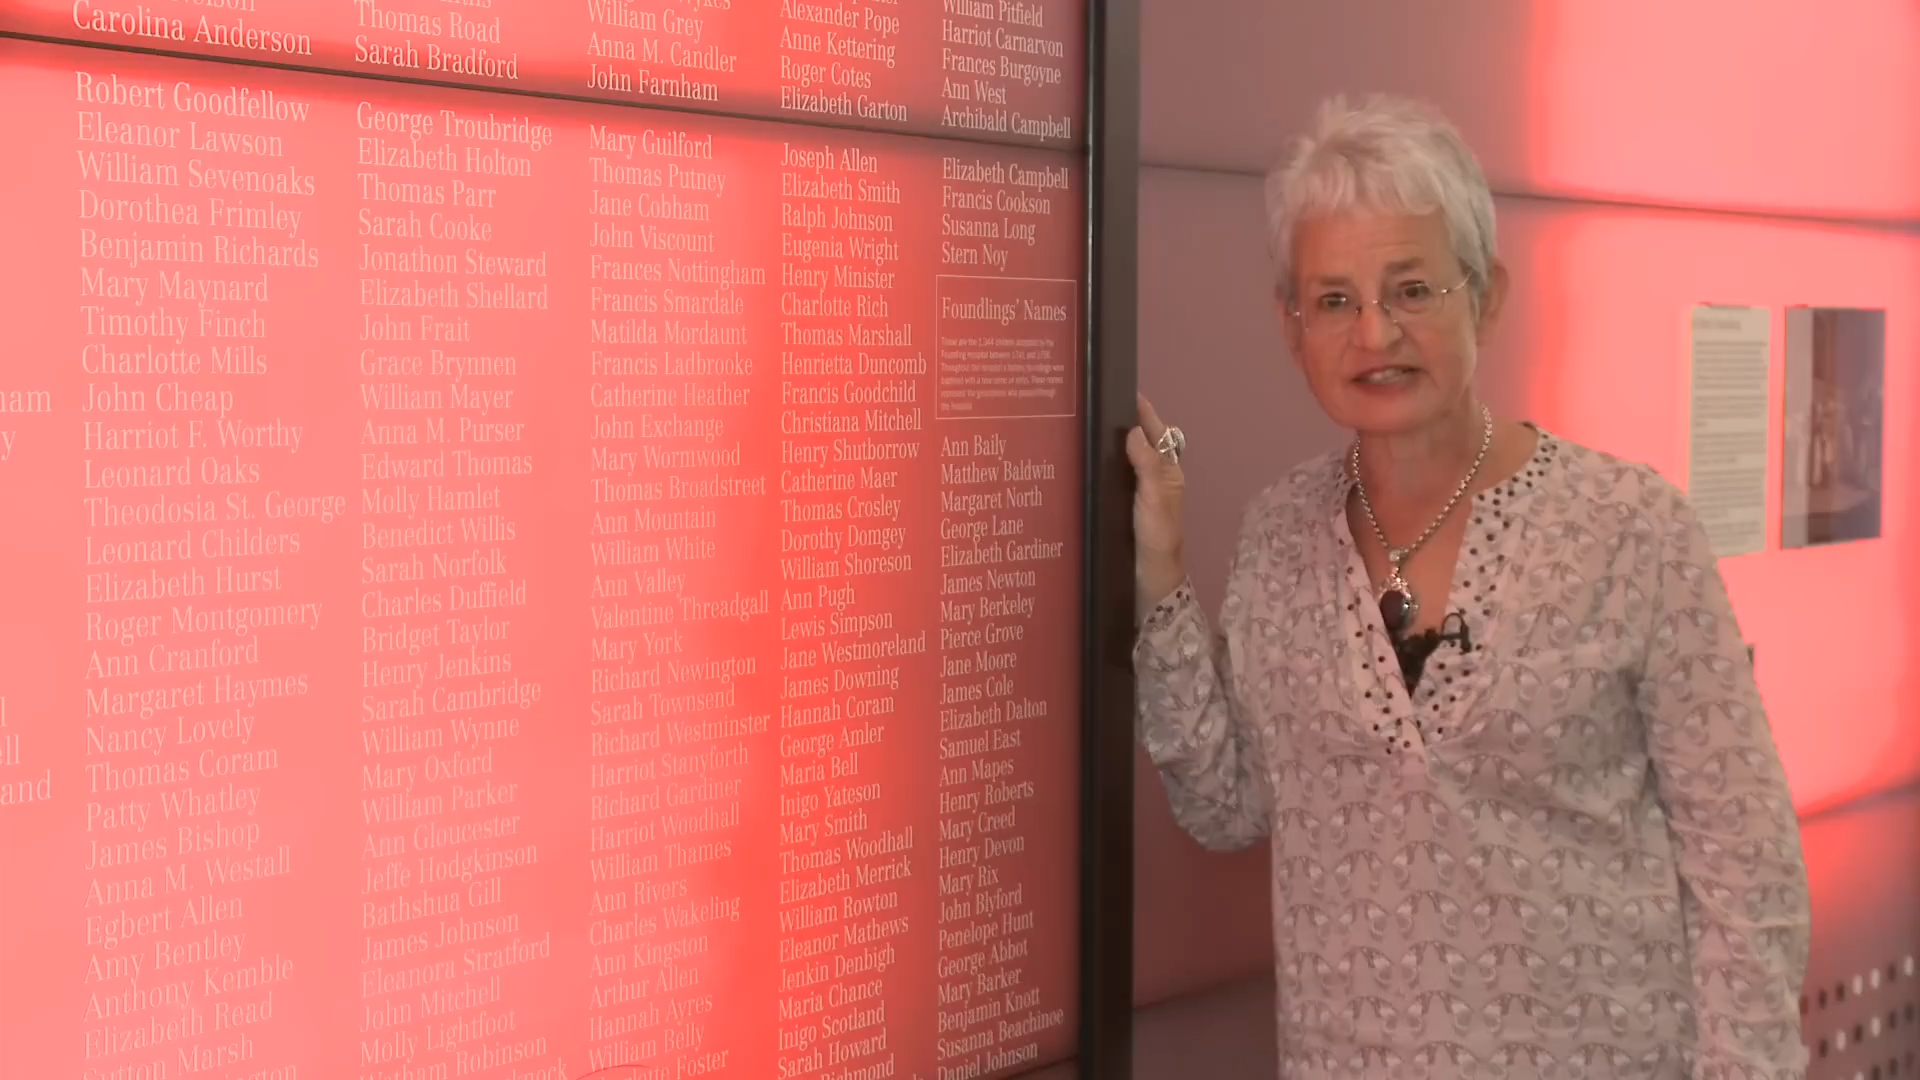 Carolina Anderson
Robert Goodfellow
Eleanor Lawson
William Sevenoaks
Dorothea Frimley
Benjamin Richards
Mary Maynard
Timothy Finch
Charlotte Mills
John Cheap
Harriot F. Worthy
Leonard Oaks
Theodosia St. George
Leonard Childers
Elizabeth Hurst
Roger Montgomery
Ann Cranford
Margaret Haymes
Nancy Lovely
Thomas Coram
Patty Whatley
James Bishop
Anna M. Westall
Egbert Allen
Amy Bentley
Anthony Kemble
Elizabeth Read
Sutton Marsh
Thomas Road
Sarah Bradford
George Troubridge
Elizabeth Holton
Thomas Parr
Sarah Cooke
Jonathon Steward
Elizabeth Shellard
John Frait
Grace Brynnen
William Mayer
Anna M. Purser
Edward Thomas
Molly Hamlet
Benedict Willis
Sarah Norfolk
Charles Duffield
Bridget Taylor
Henry Jenkins
Sarah Cambridge
William Wynne
Mary Oxford
William Parker
Ann Gloucester
Jeffe Hodgkinson
Bathshua Gill
James Johnson
Eleanora Stratford
John Mitchell
Molly Lightfoot
Watham Robinson
William Grey
Anna M. Candler
John Farnham
Mary Guilford
Thomas Putney
Jane Cobham
John Viscount
Frances Nottingham
Francis Smardale
Matilda Mordaunt
Francis Ladbrooke
Catherine Heather
John Exchange
Mary Wormwood
Thomas Broadstreet
Ann Mountain
William White
Ann Valley
Valentine Threadgall
Mary York
Richard Newington
Sarah Townsend
Richard Westminster
Harriot Stanyforth
Richard Gardiner
Harriot Woodhall
William Thames
Ann Rivers
Charles Wakeling
Ann Kingston
Arthur Allen
Hannah Ayres
William Belly
Foster
Alexander Pope
Anne Kettering
Roger Cotes
Elizabeth Garton
Joseph Allen
Elizabeth Smith
Ralph Johnson
Eugenia Wright
Henry Minister
Charlotte Rich
Thomas Marshall
Henrietta Duncomb
Francis Goodchild
Christiana Mitchell
Henry Shutborrow
Catherine Maer
Thomas Crosley
Dorothy Domgey
William Shoreson
Ann Pugh
Lewis Simpson
Jane Westmoreland
James Downing
Hannah Coram
George Amler
Maria Bell
Inigo Yateson
Mary Smith
Thomas Woodhall
Elizabeth Merrick
William Rowton
Eleanor Mathews
Jenkin Denbigh
Maria Chance
Inigo Scotland
Sarah Howard
Richmond
William Pitfield
Harriot Carnarvon
Frances Burgoyne
Ann West
Archibald Campbell
Elizabeth Campbell
Francis Cookson
Susanna Long
Stern Noy
Foundlings' Names
Ann Baily
Matthew Baldwin
Margaret North
George Lane
Elizabeth Gardiner
James Newton
Mary Berkeley
Pierce Grove
Jane Moore
James Cole
Elizabeth Dalton
Samuel East
Ann Mapes
Henry Roberts
Mary Creed
Henry Devon
Mary Rix
John Blyford
Penelope Hunt
George Abbot
Mary Barker
Benjamin Knott
Susanna Beachinoe
Daniel Johnson